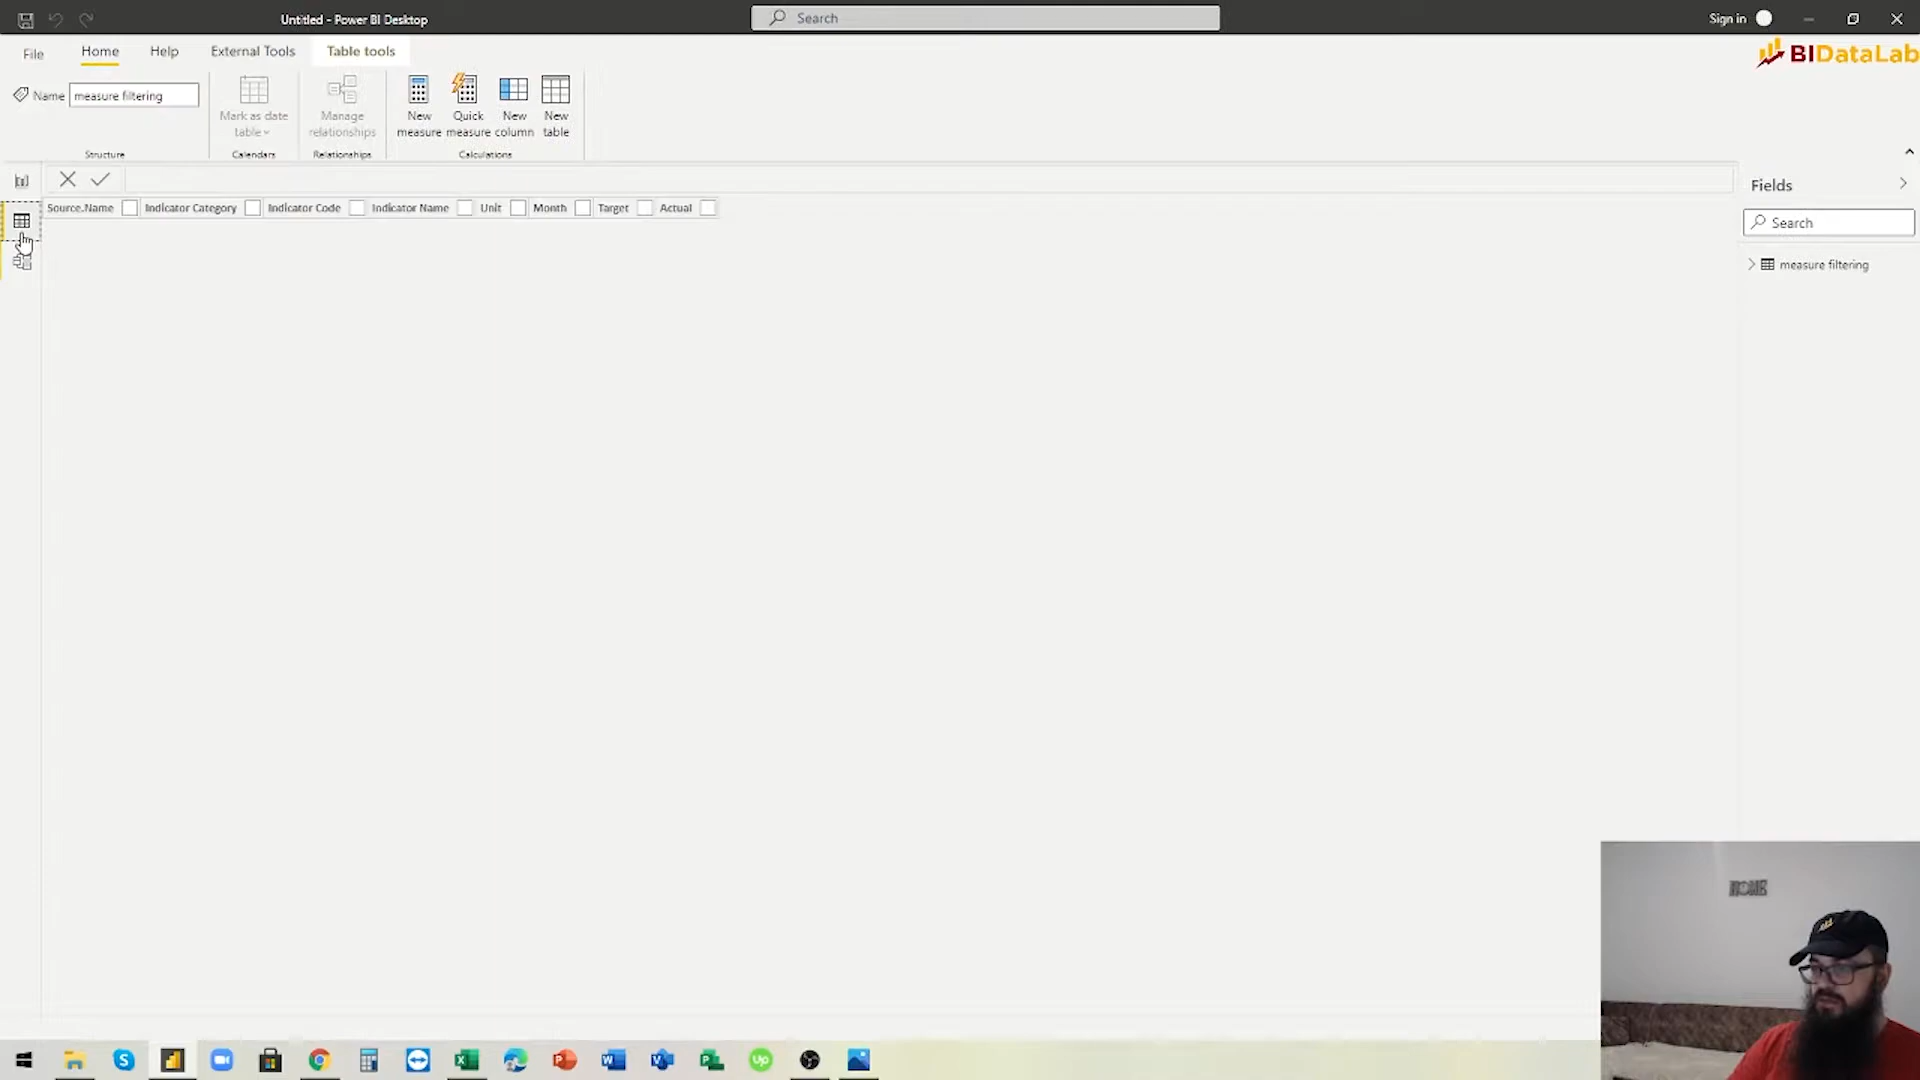 Untitled - Power BI Desktop
Search
Sign in
File
Home
Help
External Tools
Table tools
BIDataLab
Name
measure filtering
Mark as date
table
Manage
relationships
New
measure
Quick
measure
New
column
New
table
Structure
Calendars
Relationships
Calculations
Fields
Source.Name
Indicator Category
Indicator Code
Indicator Name
Unit
Month
Target
Actual
Search
measure filtering
HOME
Up